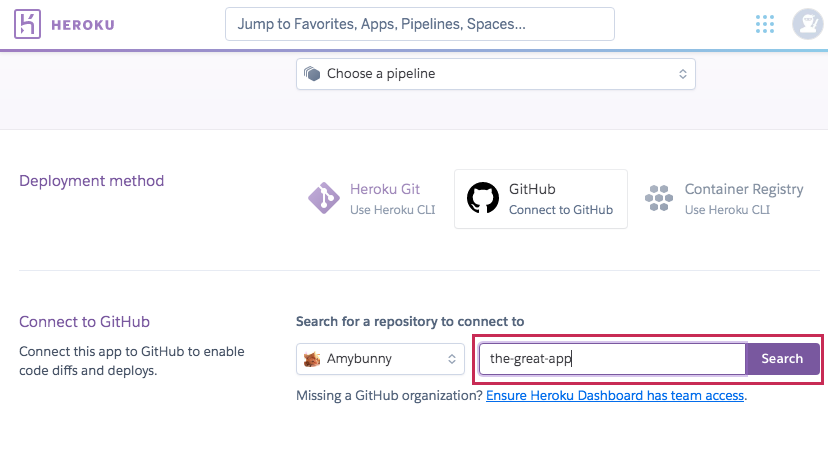 HEROKU
Jump to Favorites, Apps, Pipelines, Spaces...
Choose a pipeline
Deployment method
Heroku Git
Use Heroku CLI
GitHub
Connect to GitHub
Container Registry
Use Heroku CLI
Connect to GitHub
Connect this app to GitHub to enable
code diffs and deploys.
Search for a repository to connect to
Amybunny
the-great-app
Search
Missing a GitHub organization? Ensure Heroku Dashboard has team access.